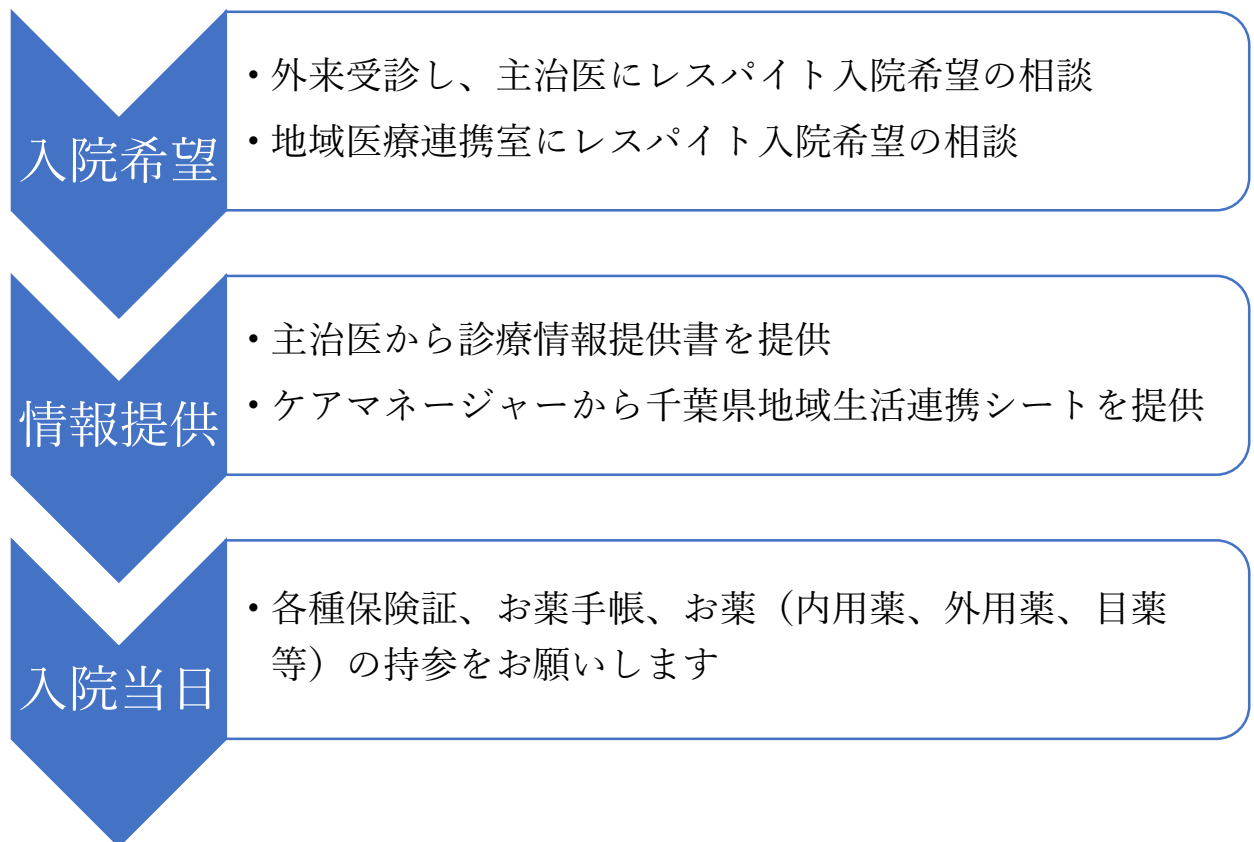 入院希望
・外来受診し、主治医にレスパイト入院希望の相談
・地域医療連携室にレスパイト入院希望の相談
情報提供
・主治医から診療情報提供書を提供
・ケアマネージャーから千葉県地域生活連携シートを提供
入院当日
・各種保険証、お薬手帳、お薬（内用薬、外用薬、目薬
等）の持参をお願いします